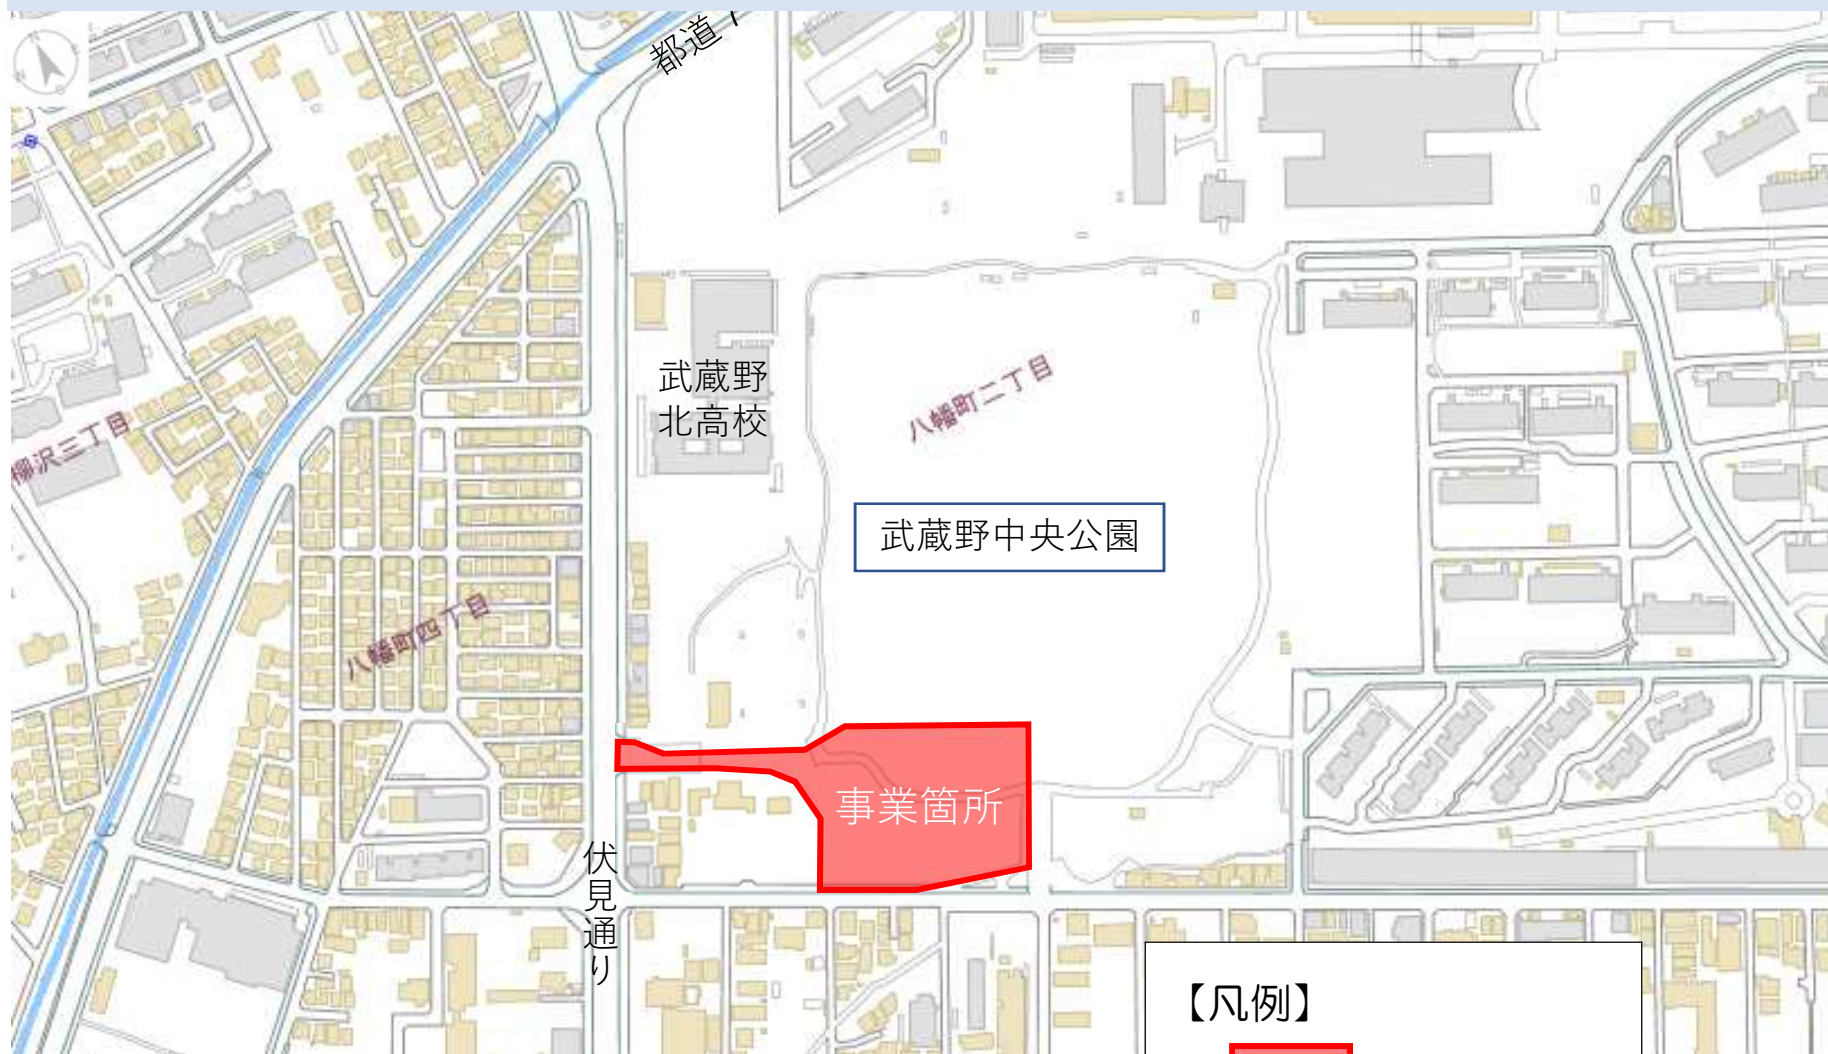 都道
武蔵野
北高校
八幡町二丁目
柳沢三丁目
武蔵野中央公園
八幡町四丁目
事業箇所
伏見通り
【凡例】